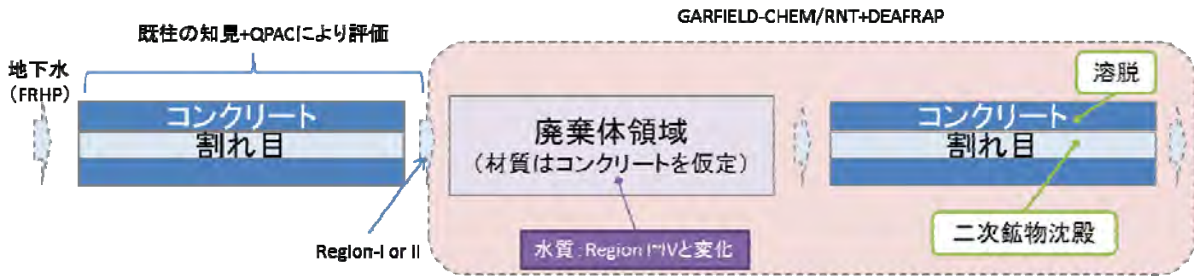 GARFIELD-CHEM/RNT+DEAFRAP
既往の知見+QPACにより評価
地下水
(FRHP)
コンクリート
割れ目
Region-I or II
廃棄体領域
(材質はコンクリートを仮定)
水質:Region I~IVと変化
溶脱
コンクリート
割れ目
二次鉱物沈殿